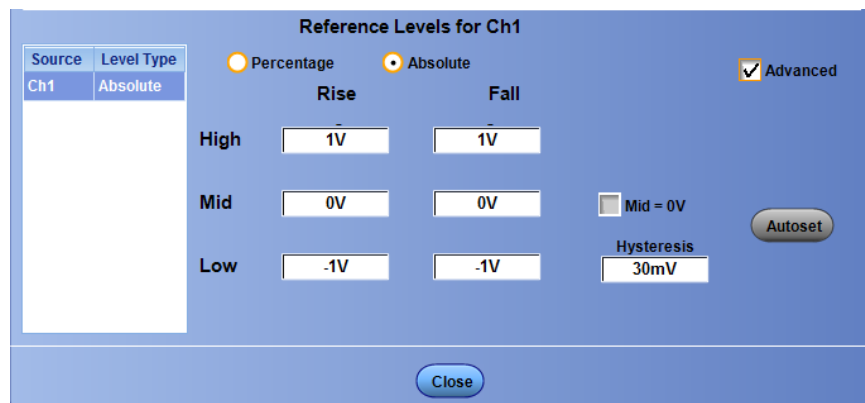 Reference Levels for Ch1
Source Level Type
Ch1 Absolute
Percentage Absolute
Advanced
Rise Fall
High 1V 1V
Mid 0V 0V Mid = 0V
Autoset
Hysteresis
Low -1V -1V 30mV
Close